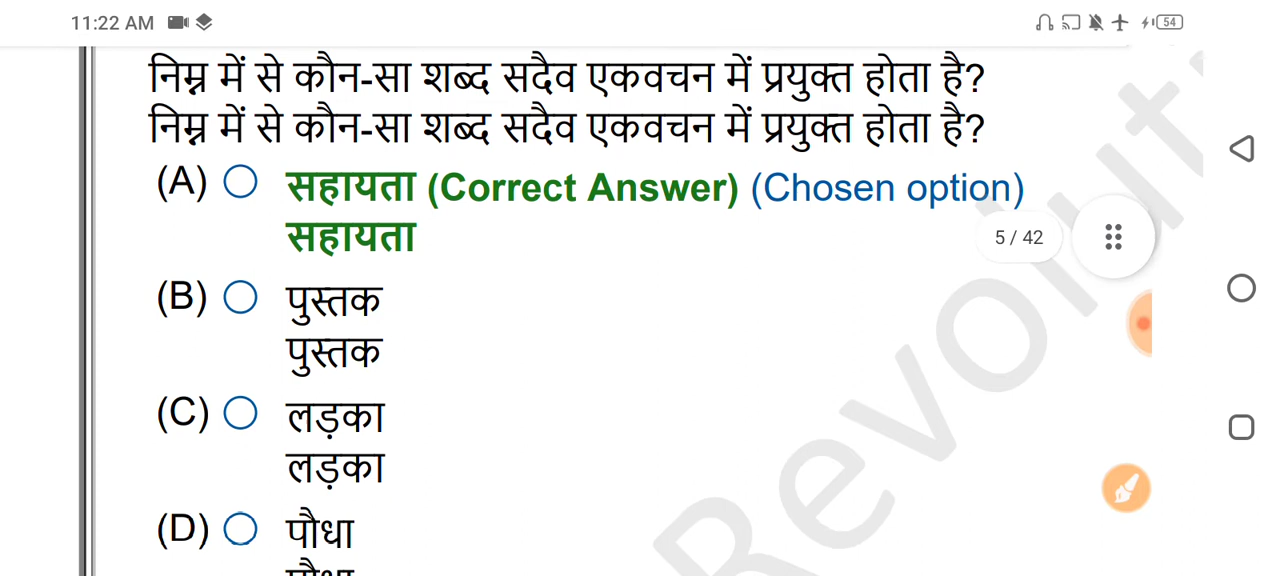 11:22 AM
54
निम्न में से कौन-सा शब्द सदैव एकवचन में प्रयुक्त होता है?
निम्न में से कौन-सा शब्द सदैव एकवचन में प्रयुक्त होता है?
(A) सहायता (Correct Answer) (Chosen option)
सहायता
5 / 42
(B) पुस्तक
पुस्तक
(C) लड़का
लड़का
(D) पौधा
पौधा